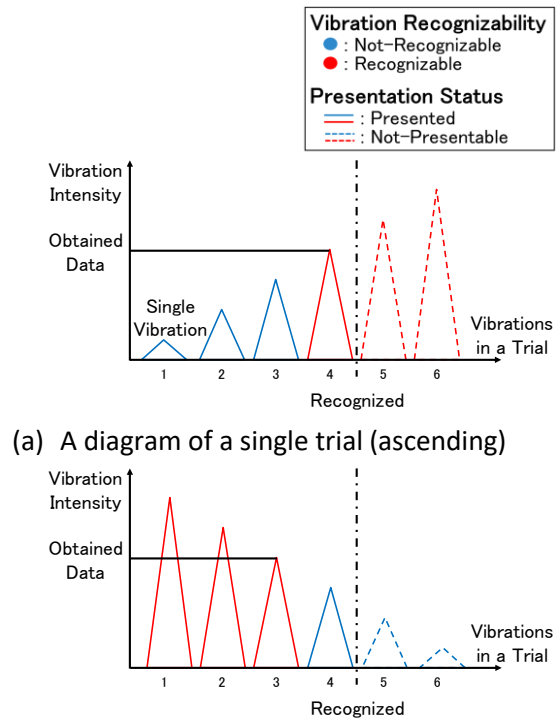 Vibration Recognizability
: Not-Recognizable
: Recognizable
Presentation Status
: Presented
: Not-Presentable
Vibration
Intensity
Obtained
Data
Single
Vibration
Vibrations
in a Trial
1 2 3 4 5 6
Recognized
(a) A diagram of a single trial (ascending)
Vibration
Intensity
Obtained
Data
Vibrations
in a Trial
1 2 3 4 5 6
Recognized